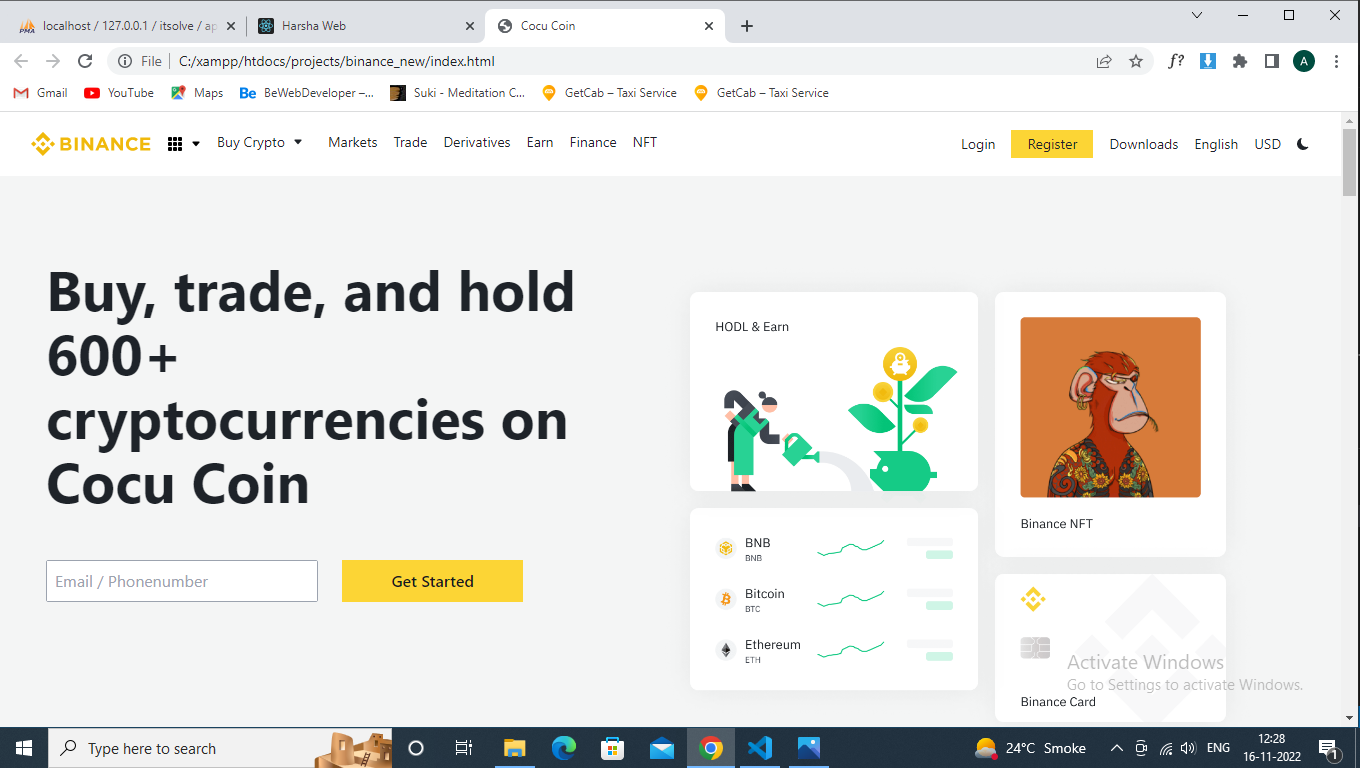 localhost / 127.0.0.1 / itsolve / ap
Harsha Web
Cocu Coin
File
C:/xampp/htdocs/projects/binance_new/index.html
f?
A
Gmail
YouTube
Maps
Be BeWebDeveloper –...
Suki - Meditation C...
GetCab – Taxi Service
GetCab – Taxi Service
BINANCE
Buy Crypto
Markets
Trade
Derivatives
Earn
Finance
NFT
Login
Register
Downloads
English
USD
Buy, trade, and hold
600+
cryptocurrencies on
Cocu Coin
Email / Phonenumber
Get Started
HODL & Earn
BNB
BNB
Bitcoin
BTC
Ethereum
ETH
Binance NFT
Binance Card
Activate Windows
Go to Settings to activate Windows.
Type here to search
24°C Smoke
ENG
12:28
16-11-2022
1